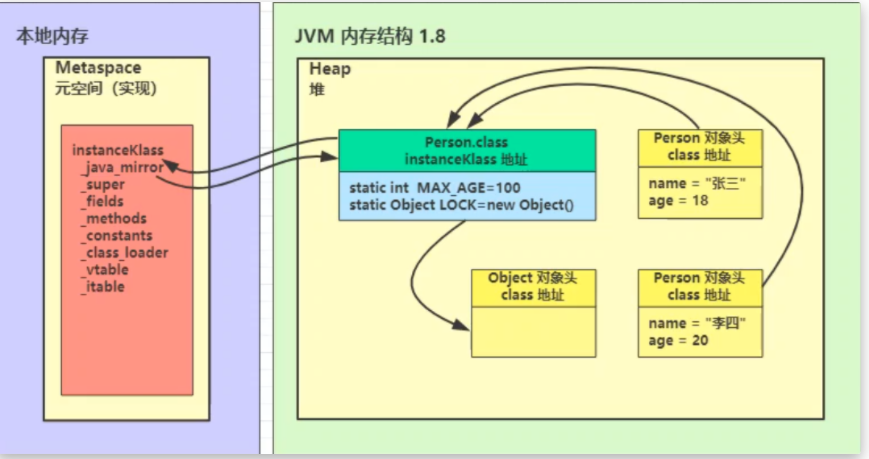 本地内存
Metaspace
元空间（实现）
instanceKlass
_java_mirror
_super
_fields
_methods
_constants
_class_loader
_vtable
_itable
JVM 内存结构 1.8
Heap
堆
Person.class
instanceKlass 地址
static int MAX_AGE=100
static Object LOCK=new Object()
Person 对象头
class 地址
name = "张三"
age = 18
Object 对象头
class 地址
Person 对象头
class 地址
name = "李四"
age = 20